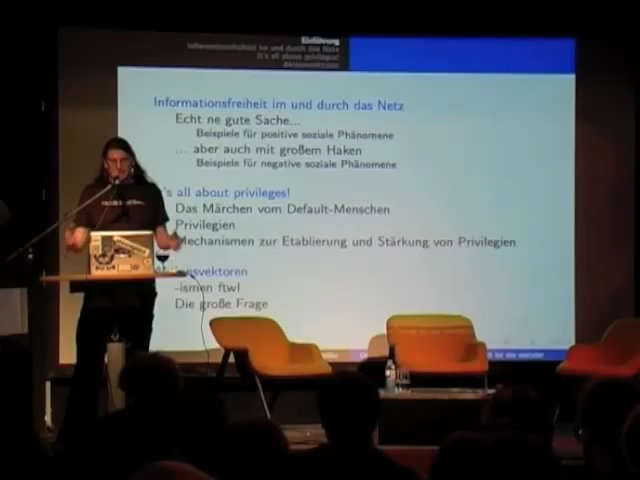 Einführung
Informationsfreiheit im und durch das Netz
It's all about privileges!
Aktionsvektoren
Informationsfreiheit im und durch das Netz
Echt ne gute Sache...
Beispiele für positive soziale Phänomene
... aber auch mit großem Haken
Beispiele für negative soziale Phänomene
's all about privileges!
Das Märchen vom Default-Menschen
Privilegien
Mechanismen zur Etablierung und Stärkung von Privilegien
nsvektoren
-ismen ftw!
Die große Frage